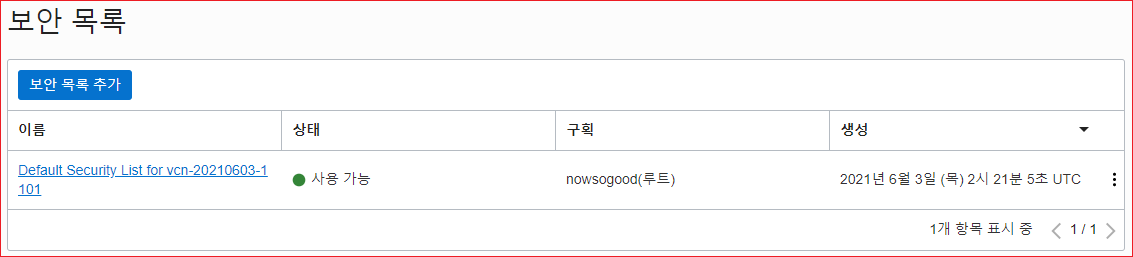 보안 목록
보안 목록 추가
이름 상태 구획 생성
Default Security List for vcn-20210603-1
101
사용 가능 nowsogood(루트) 2021년 6월 3일 (목) 2시 21분 5초 UTC
1개 항목 표시 중 1 / 1